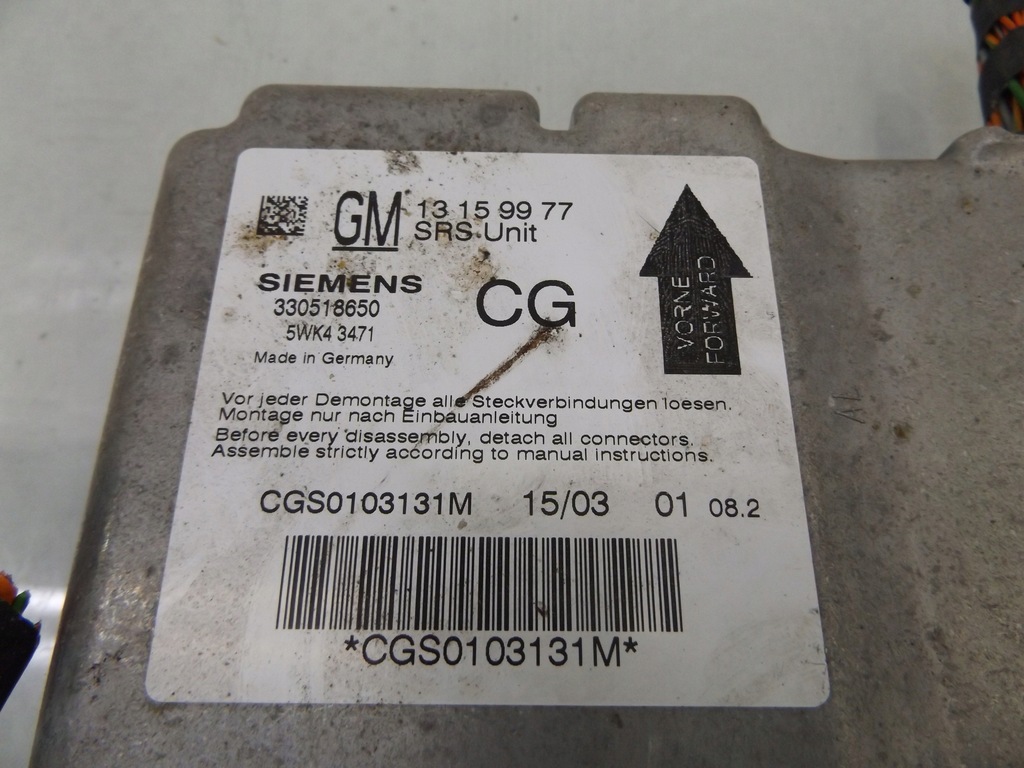 GM 13 159 99 77
SRS Unit
SIEMENS
330518650
5WK4 3471
Made in Germany
CG
VORNE
FORWARD
Vor jeder Demontage alle Steckverbindungen loesen.
Montage nur nach Einbauanleitung
Before every disassembly, detach all connectors.
Assemble strictly according to manual instructions.
CGS0103131M 15/03 01 08.2
*CGS0103131M*
AL